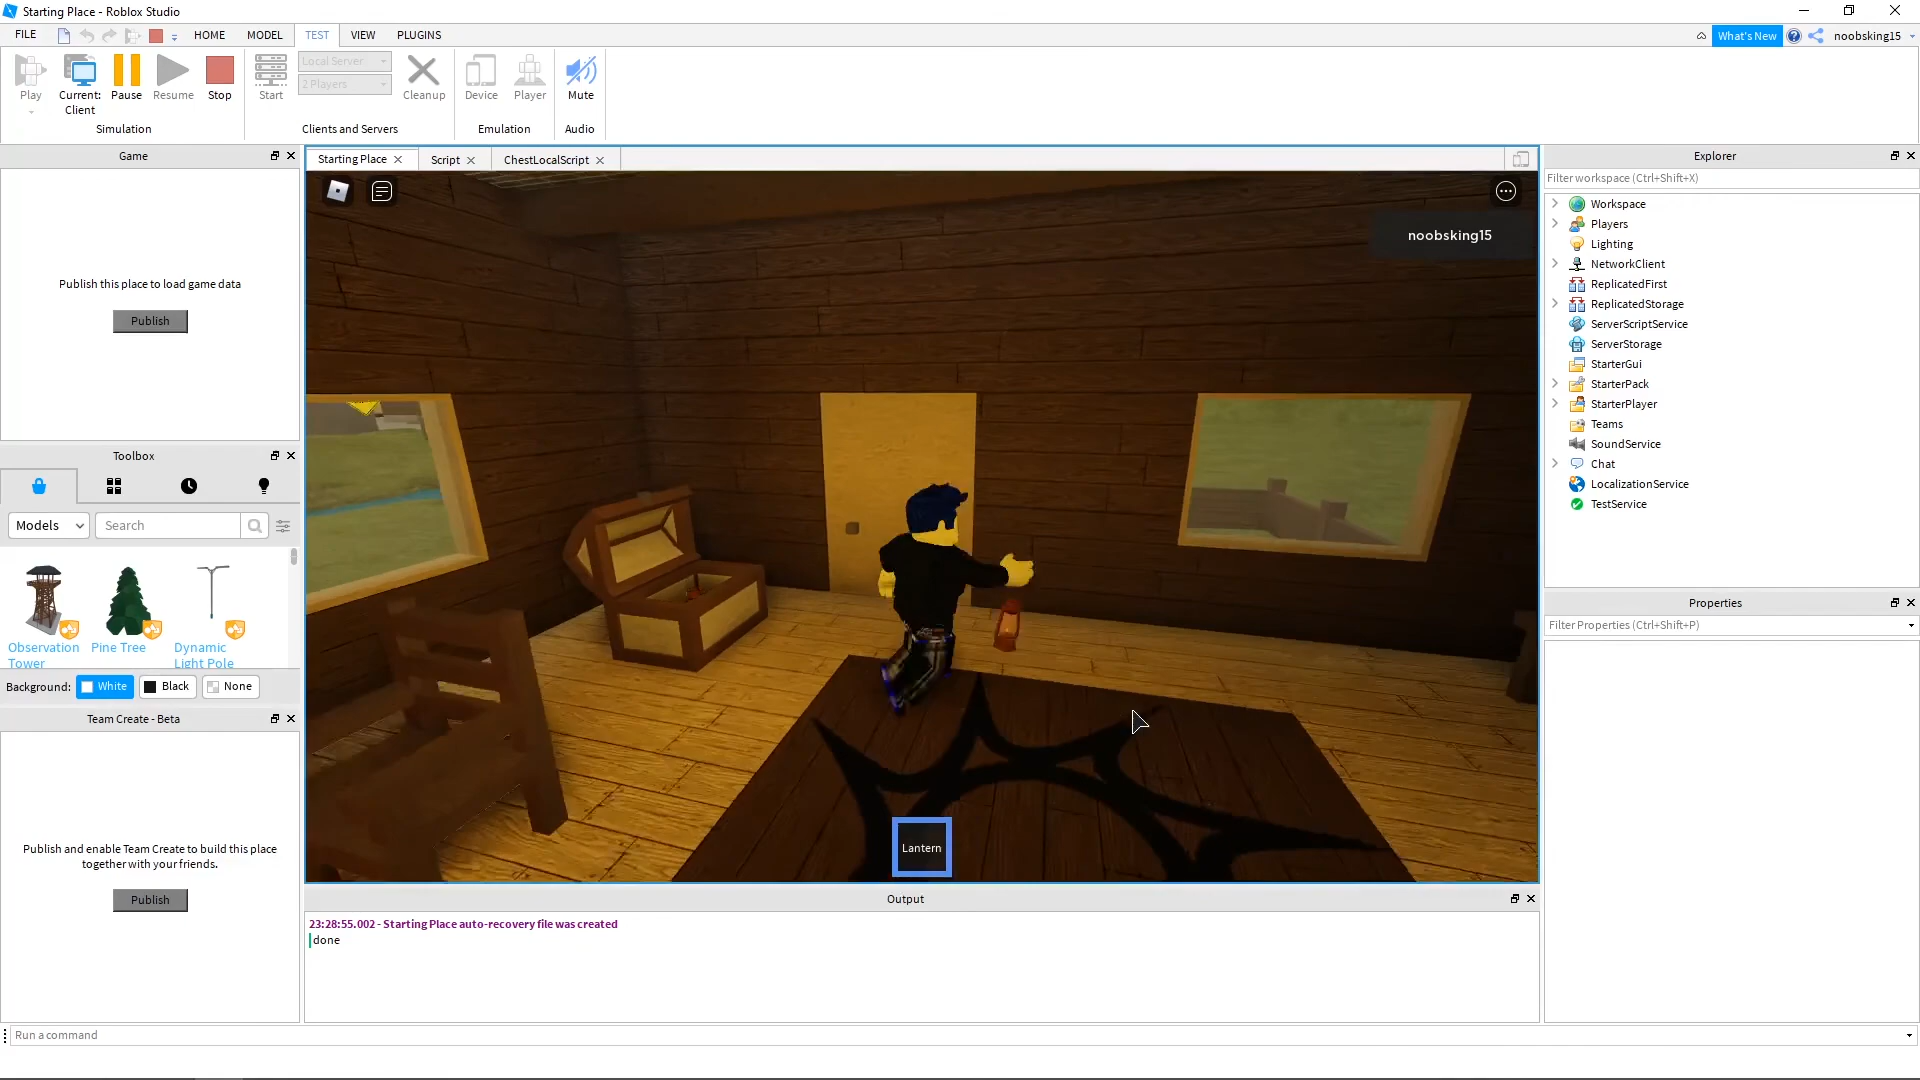 Starting Place - Roblox Studio
FILE
HOME
MODEL
TEST
VIEW
PLUGINS
What's New
noobsking15
Play
Current:
Client
Pause
Resume
Stop
Simulation
Start
Local Server
2 Players
Cleanup
Clients and Servers
Device
Player
Emulation
Mute
Audio
Game
Publish this place to load game data
Publish
Toolbox
Models
Search
Observation
Tower
Pine Tree
Dynamic
Light Pole
Background:
White
Black
None
Team Create - Beta
Publish and enable Team Create to build this place
together with your friends.
Publish
Starting Place
Script
ChestLocalScript
noobsking15
Lantern
Output
23:28:55.002 - Starting Place auto-recovery file was created
done
Explorer
Filter workspace (Ctrl+Shift+X)
Workspace
Players
Lighting
NetworkClient
ReplicatedFirst
ReplicatedStorage
ServerScriptService
ServerStorage
StarterGui
StarterPack
StarterPlayer
Teams
SoundService
Chat
LocalizationService
TestService
Properties
Filter Properties (Ctrl+Shift+P)
Run a command